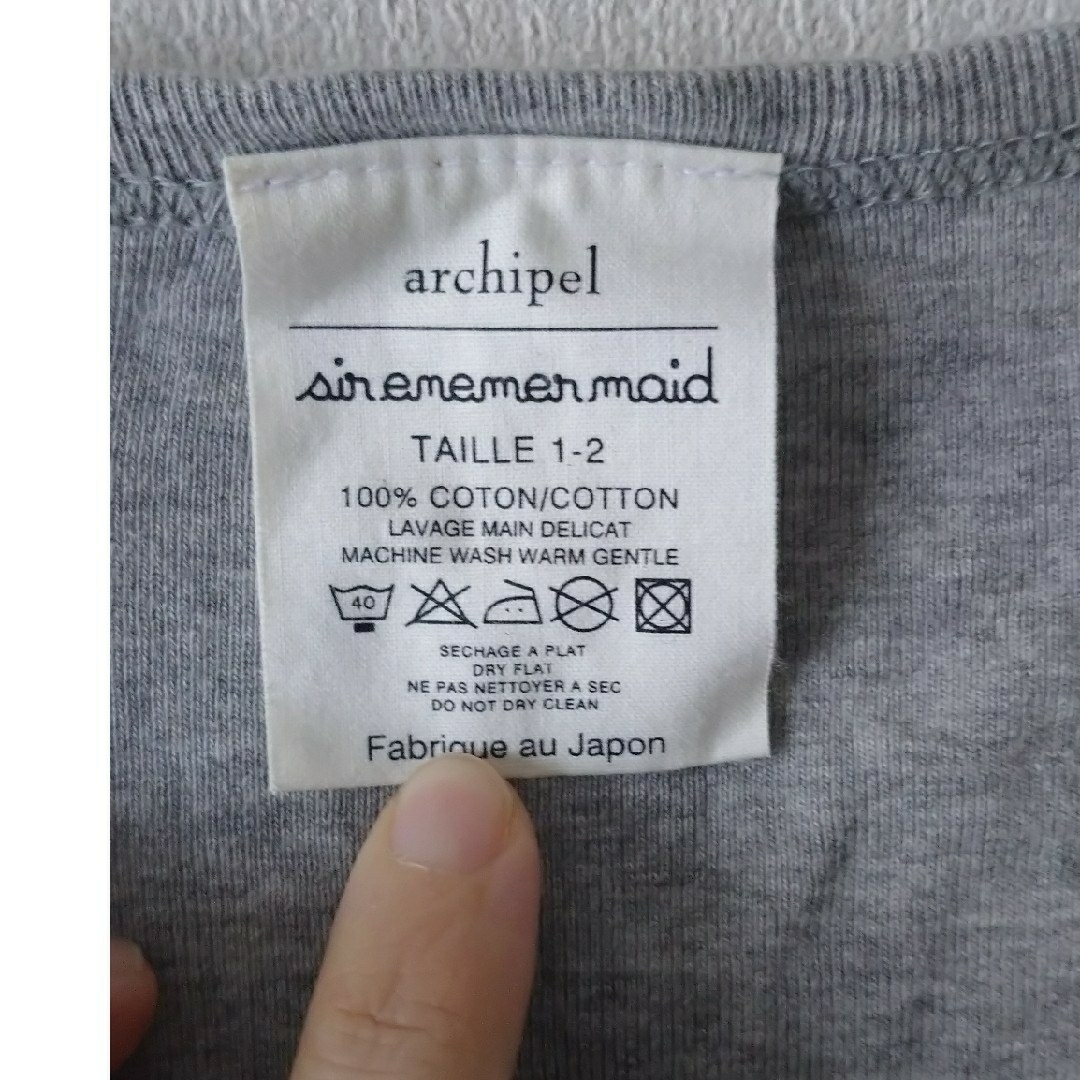 archipel
sirenemermaid
TAILLE 1-2
100% COTON/COTTON
LAVAGE MAIN DELICAT
MACHINE WASH WARM GENTLE
40
SECHAGE A PLAT
DRY FLAT
NE PAS NETTOYER A SEC
DO NOT DRY CLEAN
Fabrique au Japon